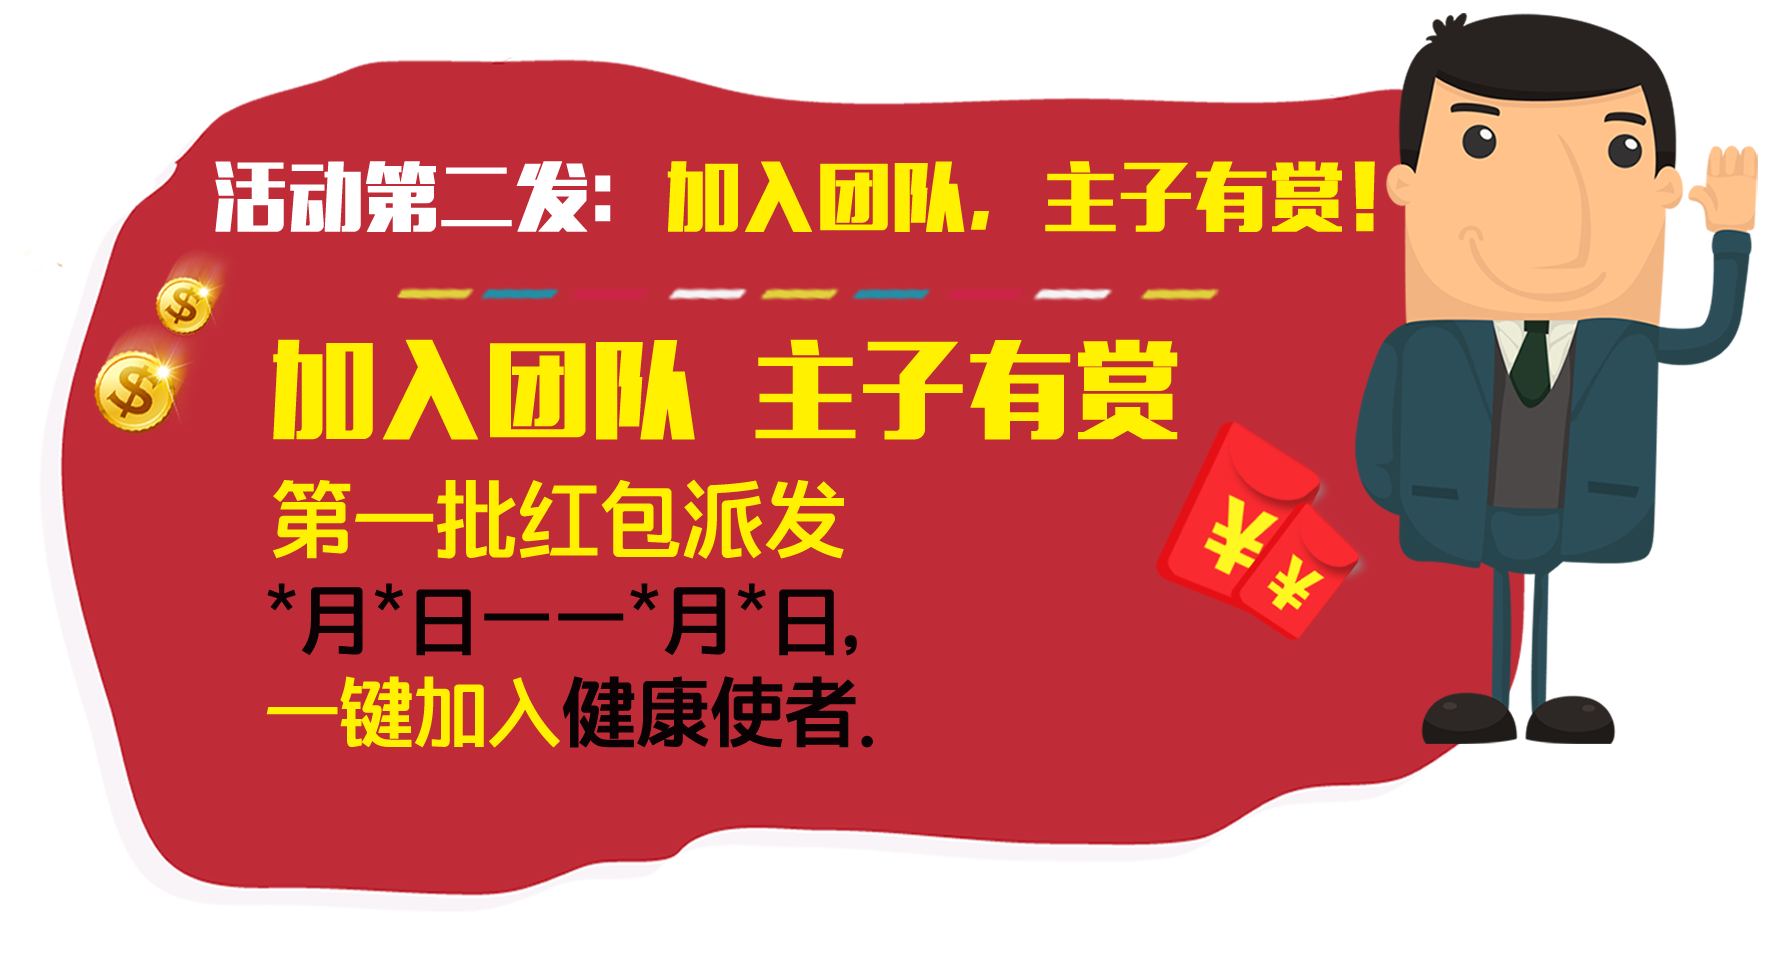 活动第二发：加入团队，主子有赏！
加入团队 主子有赏
第一批红包派发
*月*日一一*月*日,
一键加入健康使者.